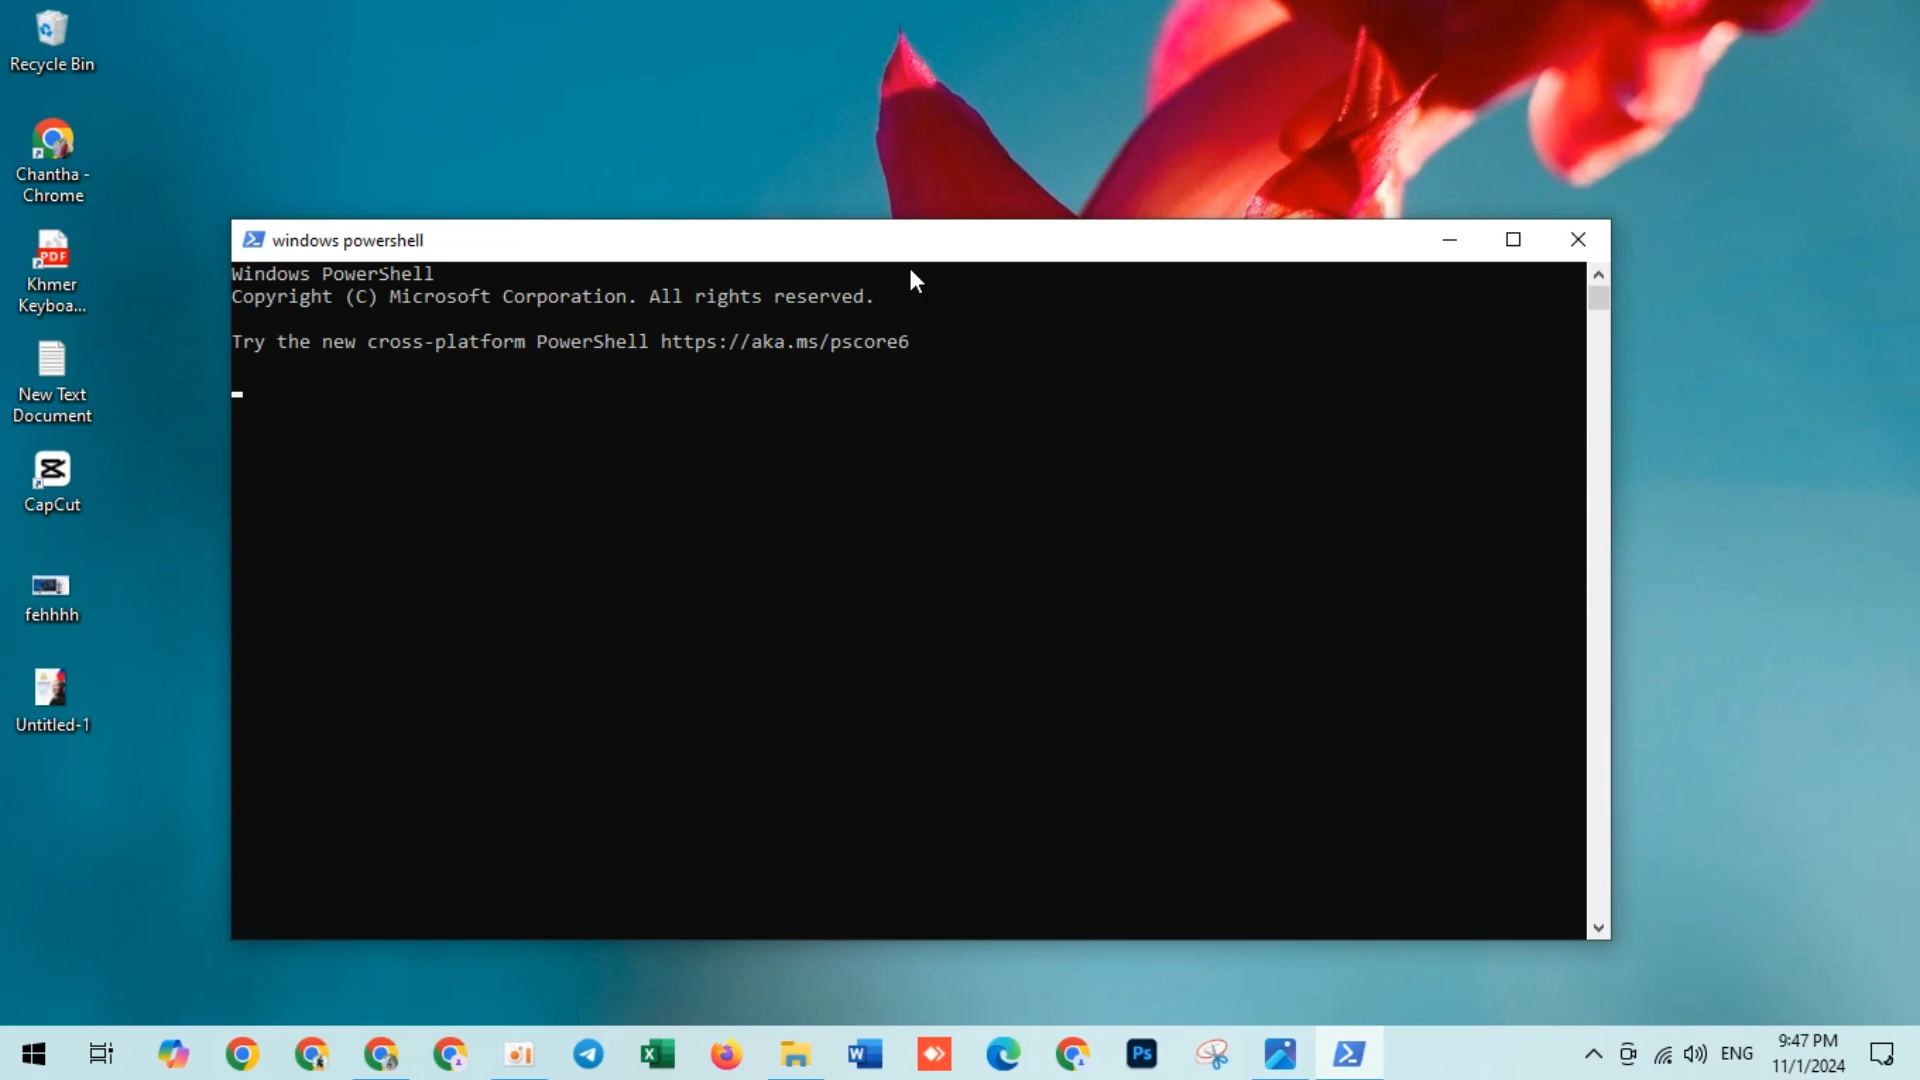 Recycle Bin
Chantha -
Chrome
PDF
Khmer
Keyboa...
New Text
Document
CapCut
fehhhh
Untitled-1
windows powershell
Windows PowerShell
Copyright (C) Microsoft Corporation. All rights reserved.
Try the new cross-platform PowerShell https://aka.ms/pscore6
Ps
ENG
9:47 PM
11/1/2024